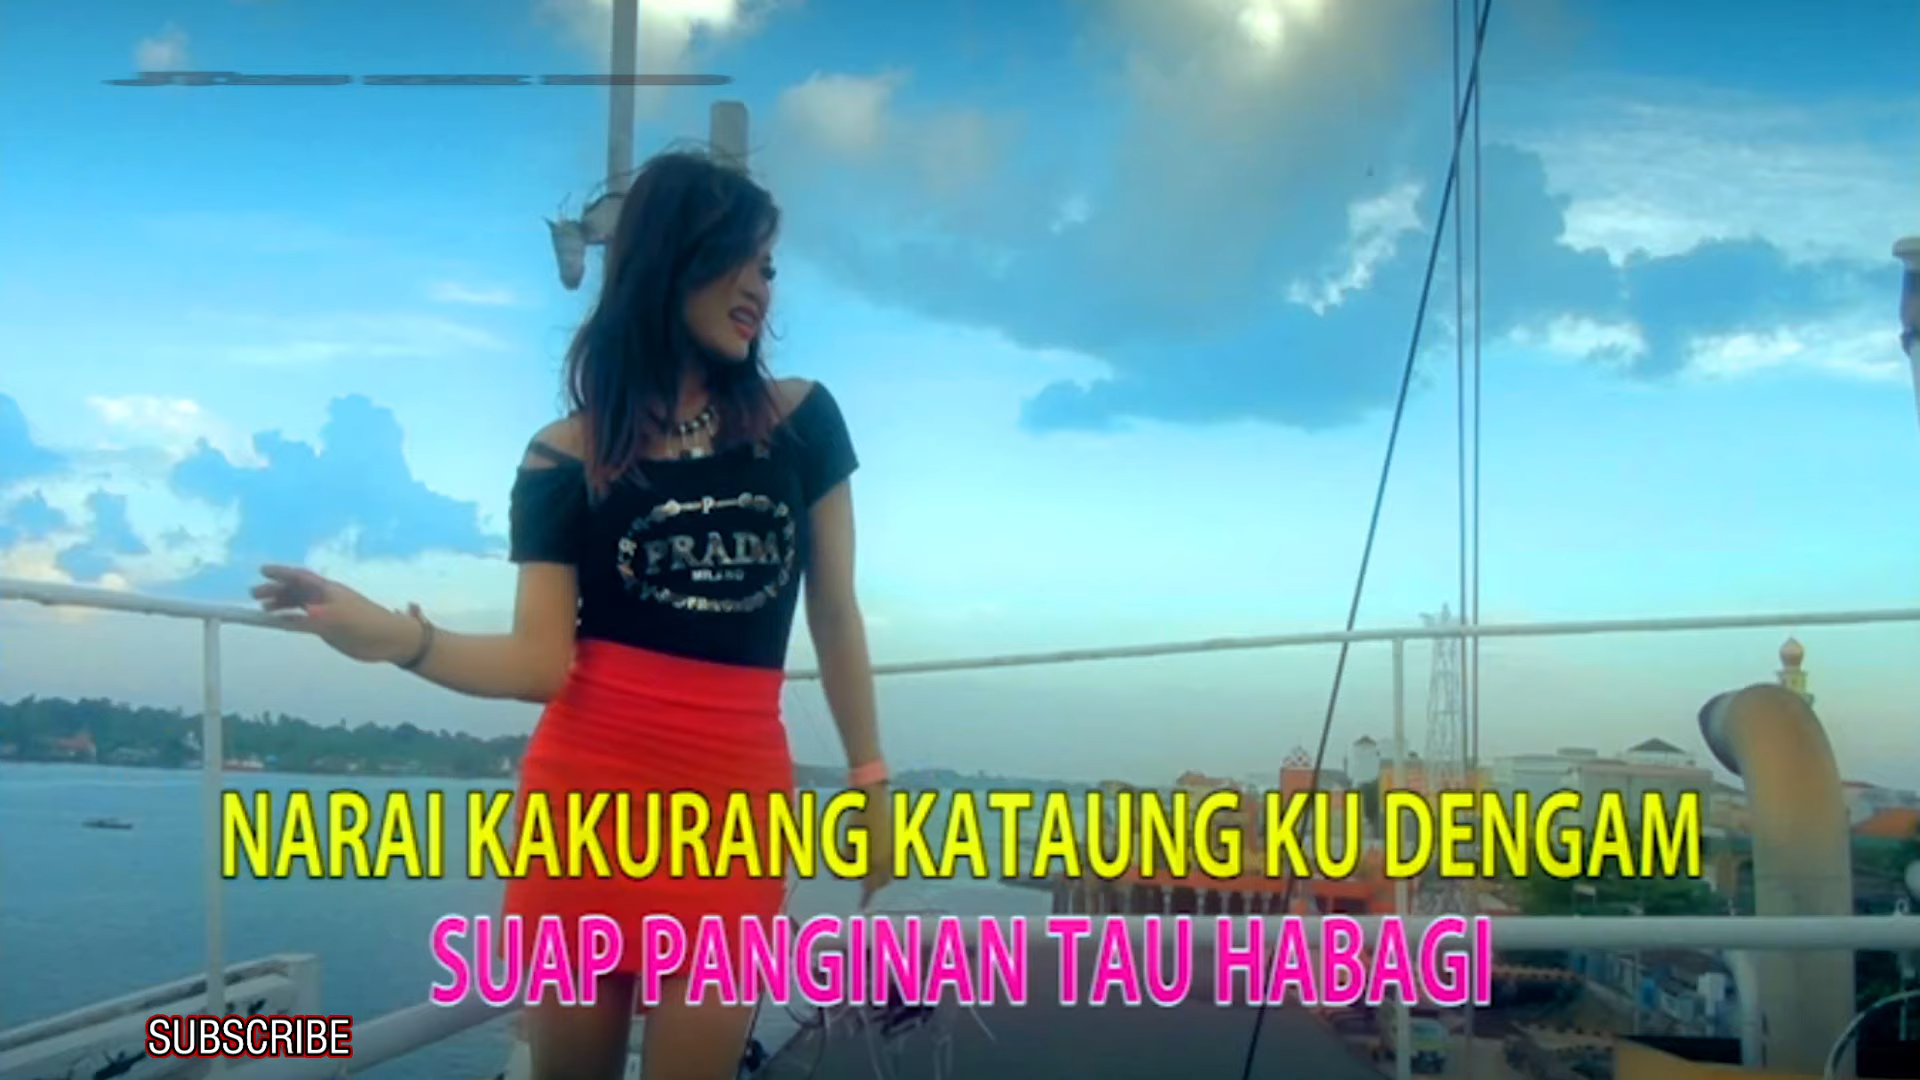 PRADA
MILANO
NARAI KAKURANG KATAUNG KU DENGAM
SUAP PANGINAN TAU HABAGI
SUBSCRIBE